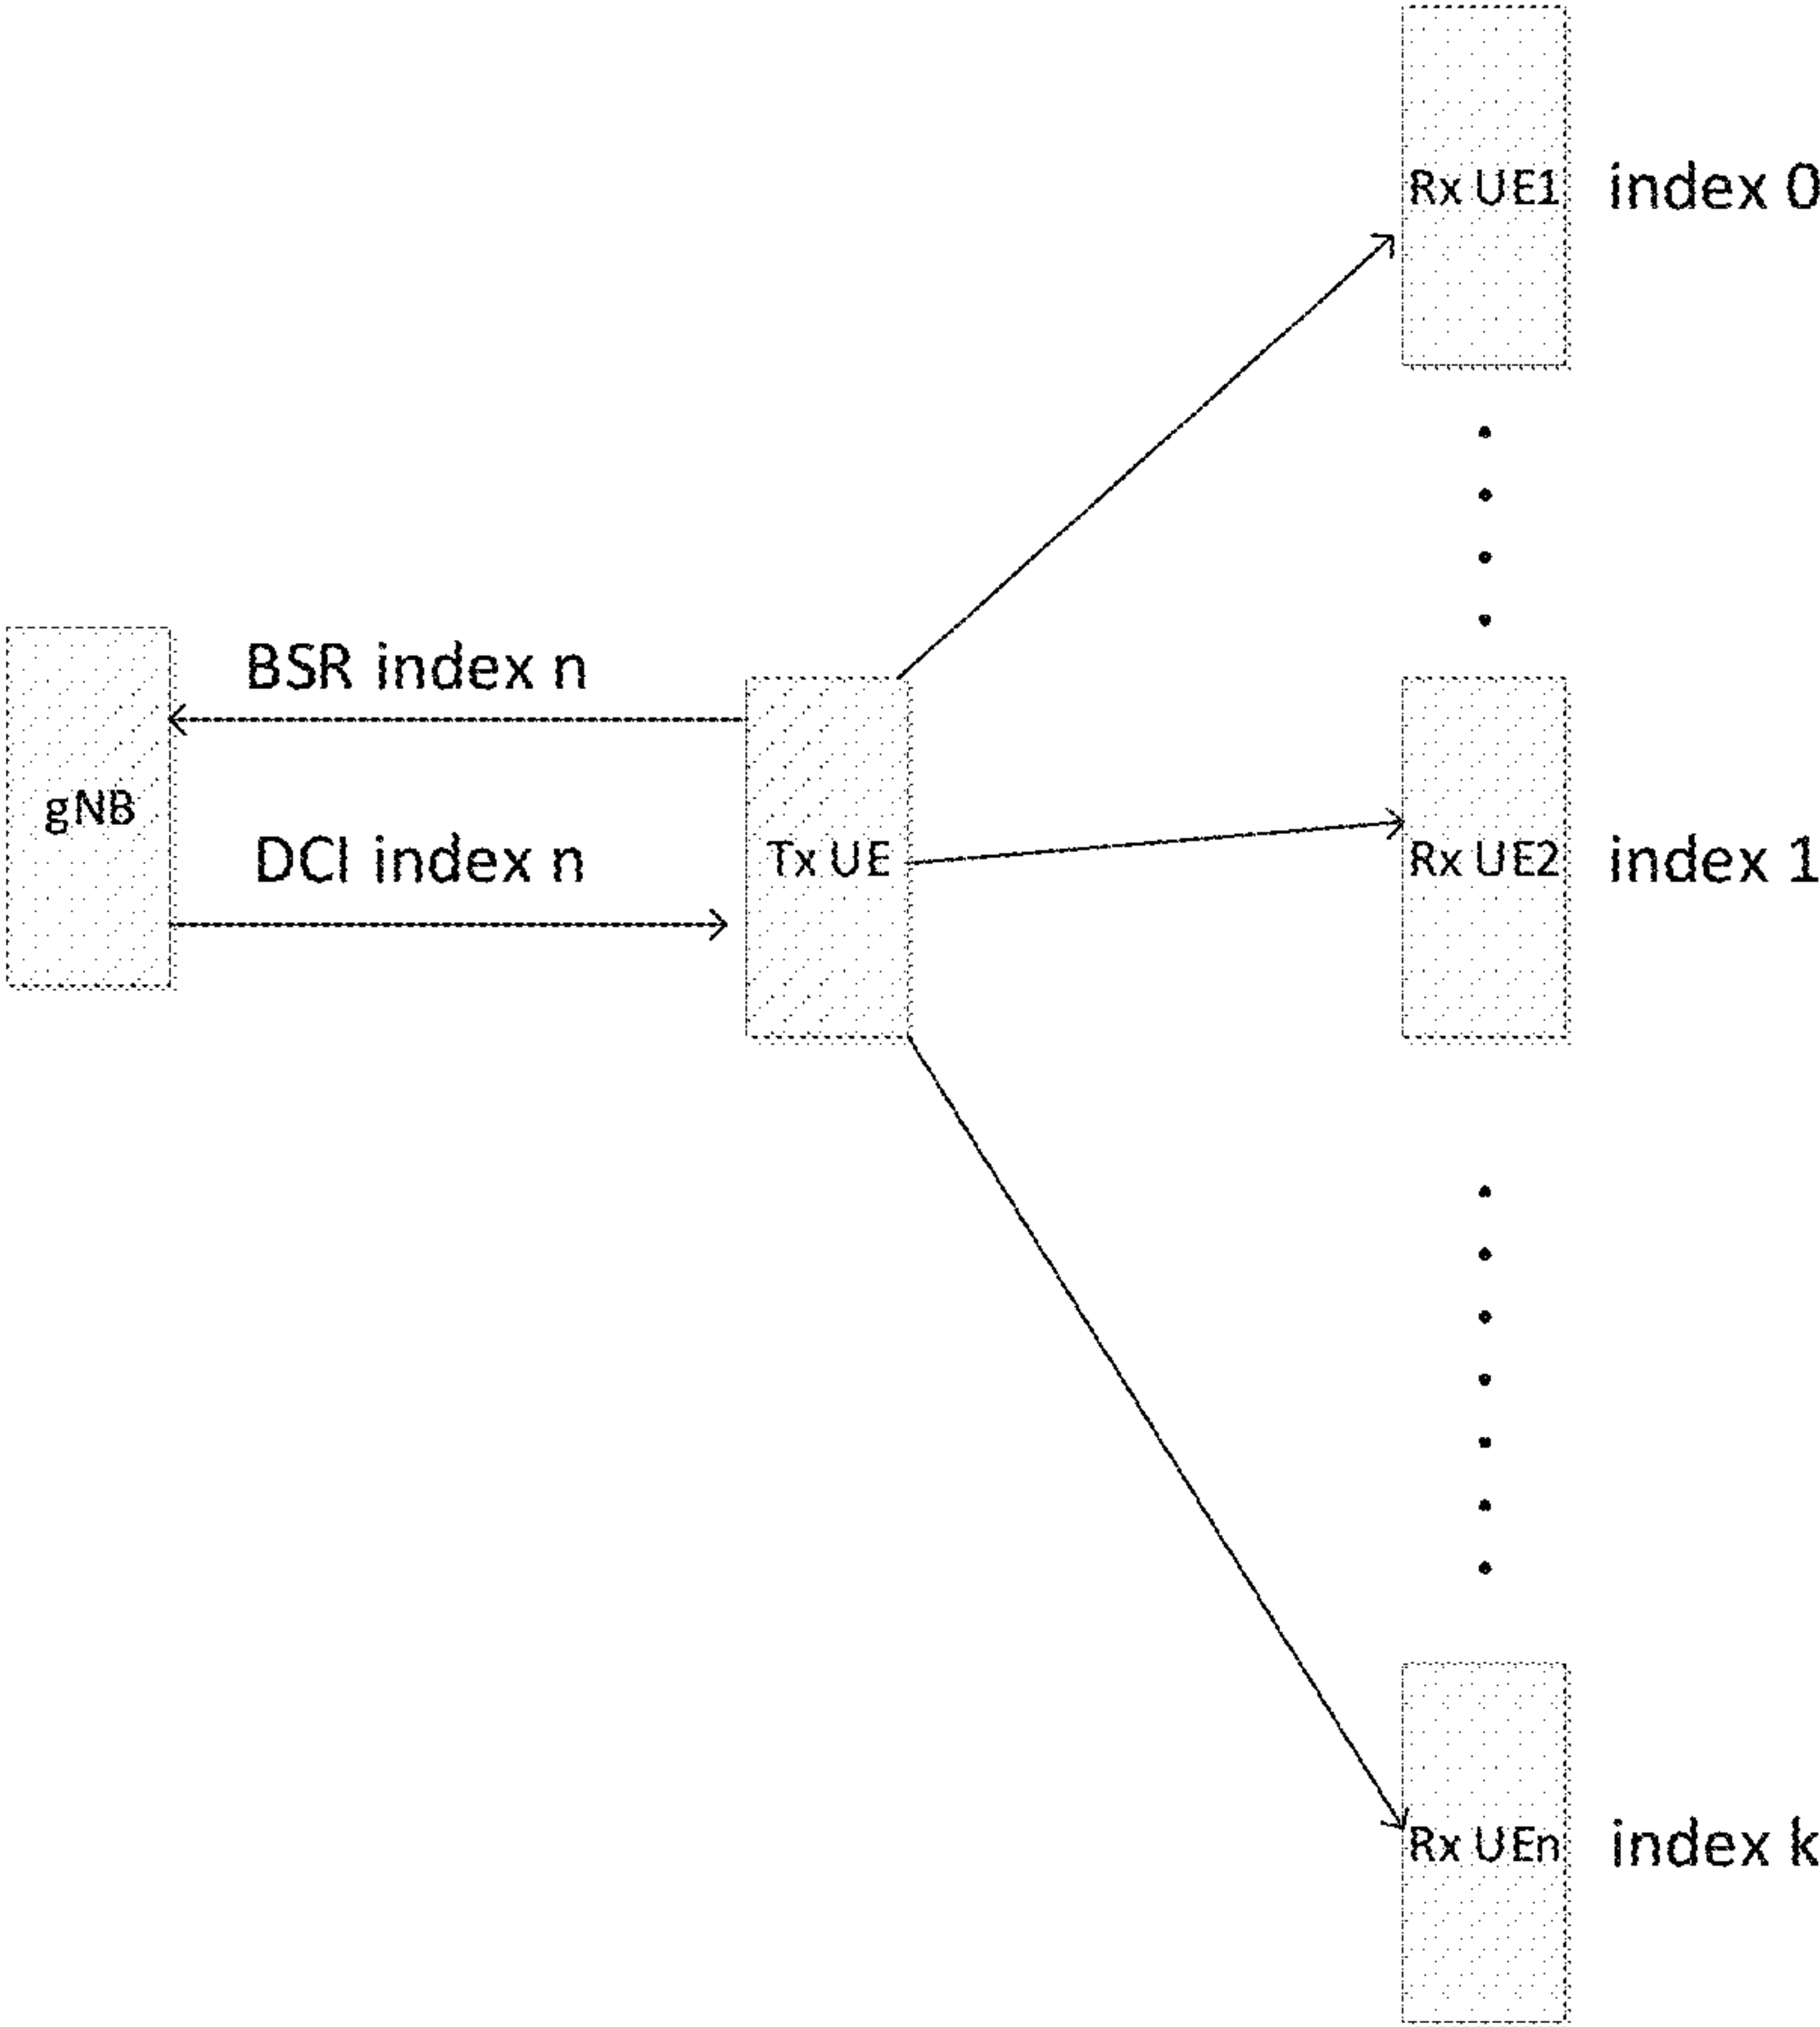 Rx UE1 index 0
BSR index n
gNB
DCI index n
Tx UE
Rx UE2 index 1
Rx UEn index k